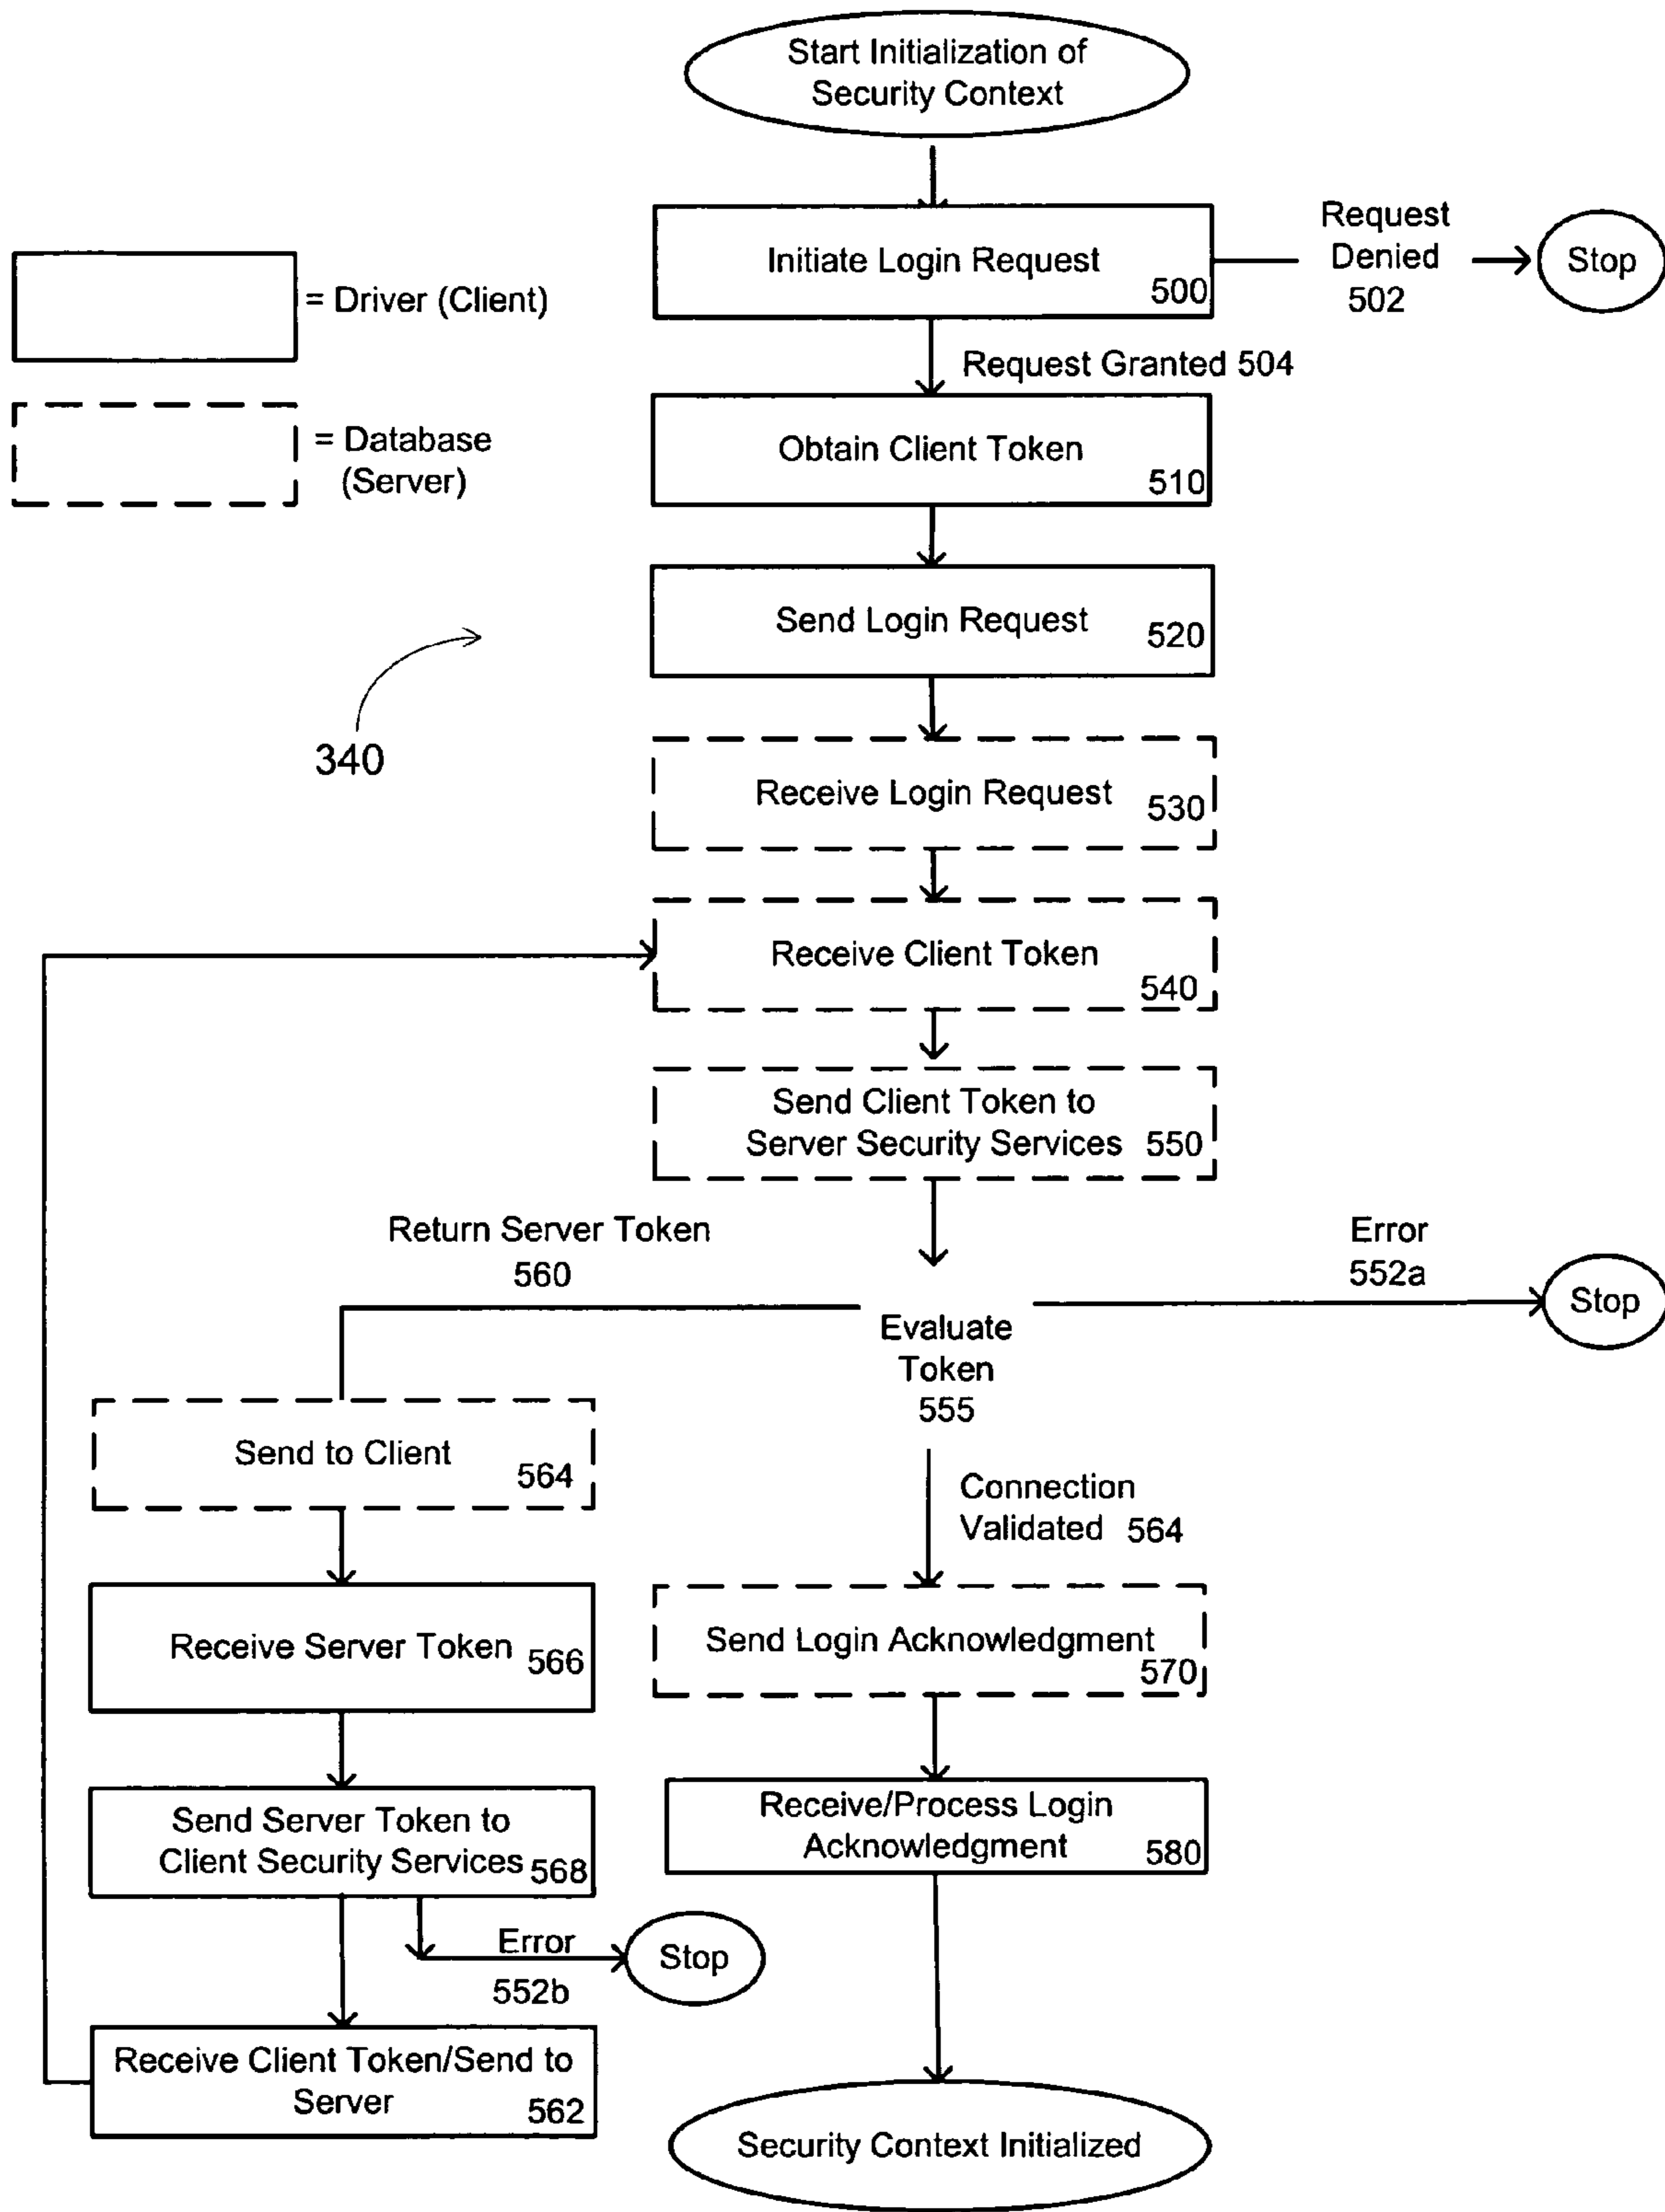 Start Initialization of
Security Context
Initiate Login Request
500
Request
Denied
502
Stop
= Driver (Client)
Request Granted 504
= Database
(Server)
Obtain Client Token
510
Send Login Request
520
340
Receive Login Request
530
Receive Client Token
540
Send Client Token to
Server Security Services 550
Return Server Token
560
Error
552a
Stop
Evaluate
Token
555
Send to Client
564
Connection
Validated 564
Receive Server Token
566
Send Login Acknowledgment
570
Send Server Token to
Client Security Services
568
Receive/Process Login
Acknowledgment
580
Error
552b
Stop
Receive Client Token/Send to
Server
562
Security Context Initialized